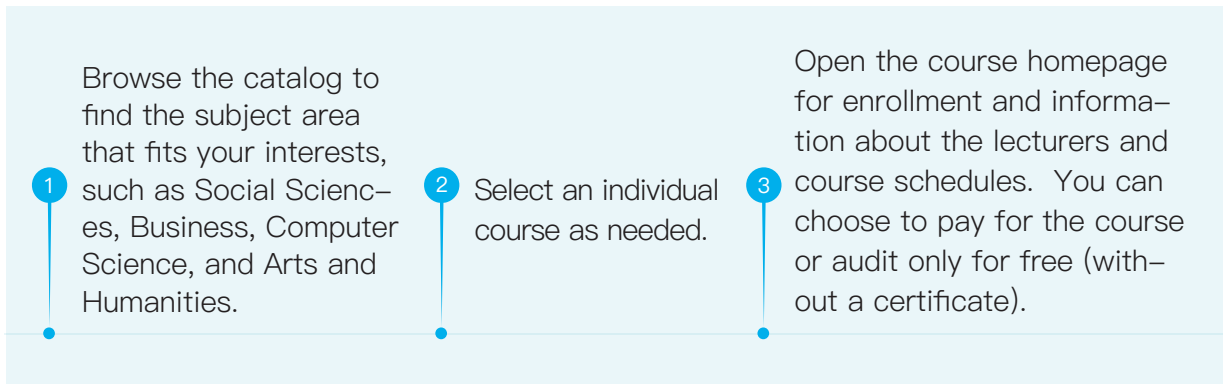 1
Browse the catalog to
find the subject area
that fits your interests,
such as Social Scienc-
es, Business, Computer
Science, and Arts and
Humanities.
2
Select an individual
course as needed.
3
Open the course homepage
for enrollment and informa-
tion about the lecturers and
course schedules. You can
choose to pay for the course
or audit only for free (with-
out a certificate).